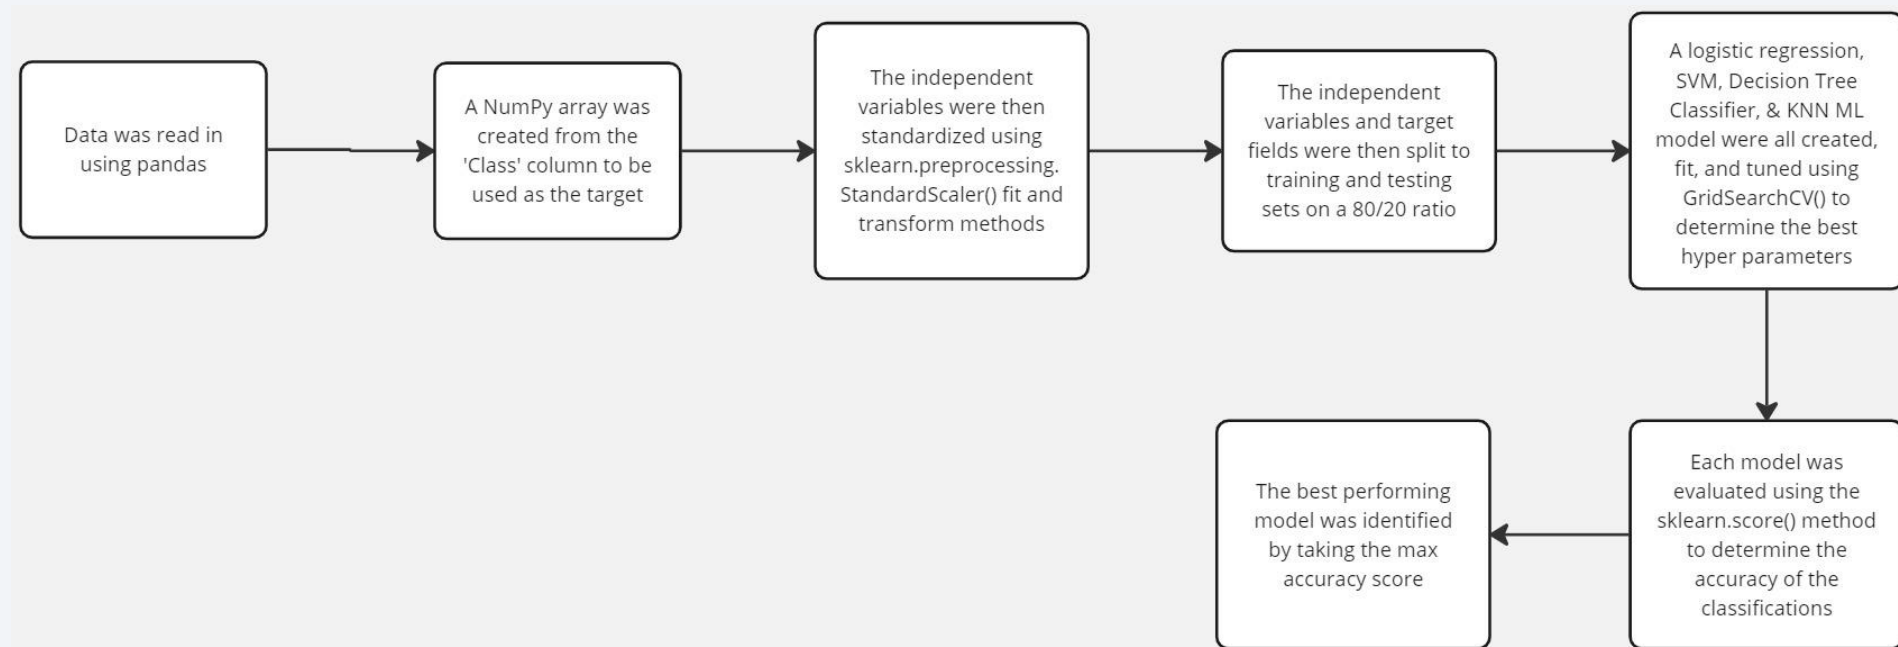 Data was read in
using pandas
A NumPy array was
created from the
'Class' column to be
used as the target
The independent
variables were then
standardized using
sklearn.preprocessing.
StandardScaler() fit and
transform methods
The independent
variables and target
fields were then split to
training and testing
sets on a 80/20 ratio
A logistic regression,
SVM, Decision Tree
Classifier, & KNN ML
model were all created,
fit, and tuned using
GridSearchCV() to
determine the best
hyper parameters
Each model was
evaluated using the
sklearn.score() method
to determine the
accuracy of the
classifications
The best performing
model was identified
by taking the max
accuracy score